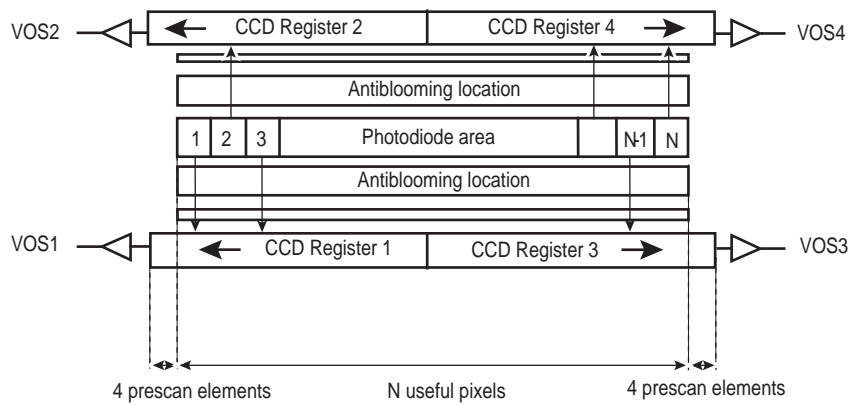 VOS2 CCD Register 2 CCD Register 4 VOS4
Antiblooming location
1 2 3 Photodiode area N-1 N
Antiblooming location
VOS1 CCD Register 1 CCD Register 3 VOS3
4 prescan elements N useful pixels 4 prescan elements